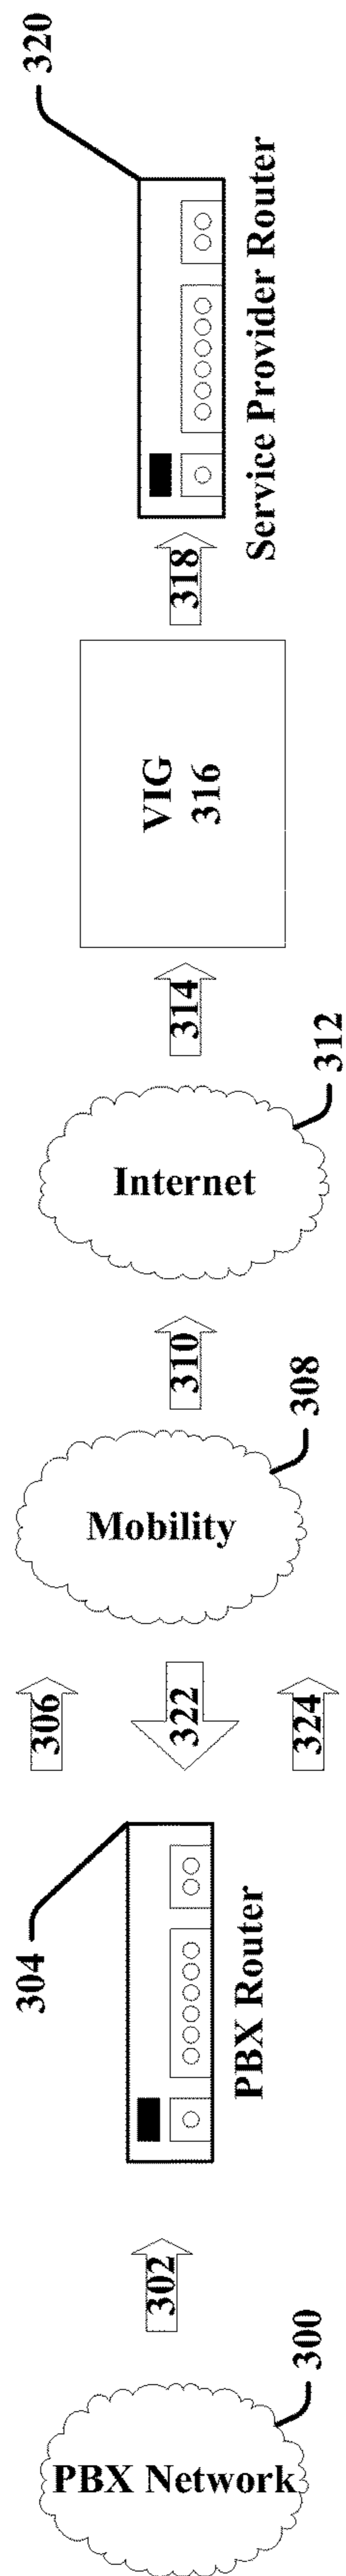 PBX Network
300
302
304
PBX Router
306
322
324
Mobility
308
310
Internet
312
314
VIG
316
318
320
Service Provider Router